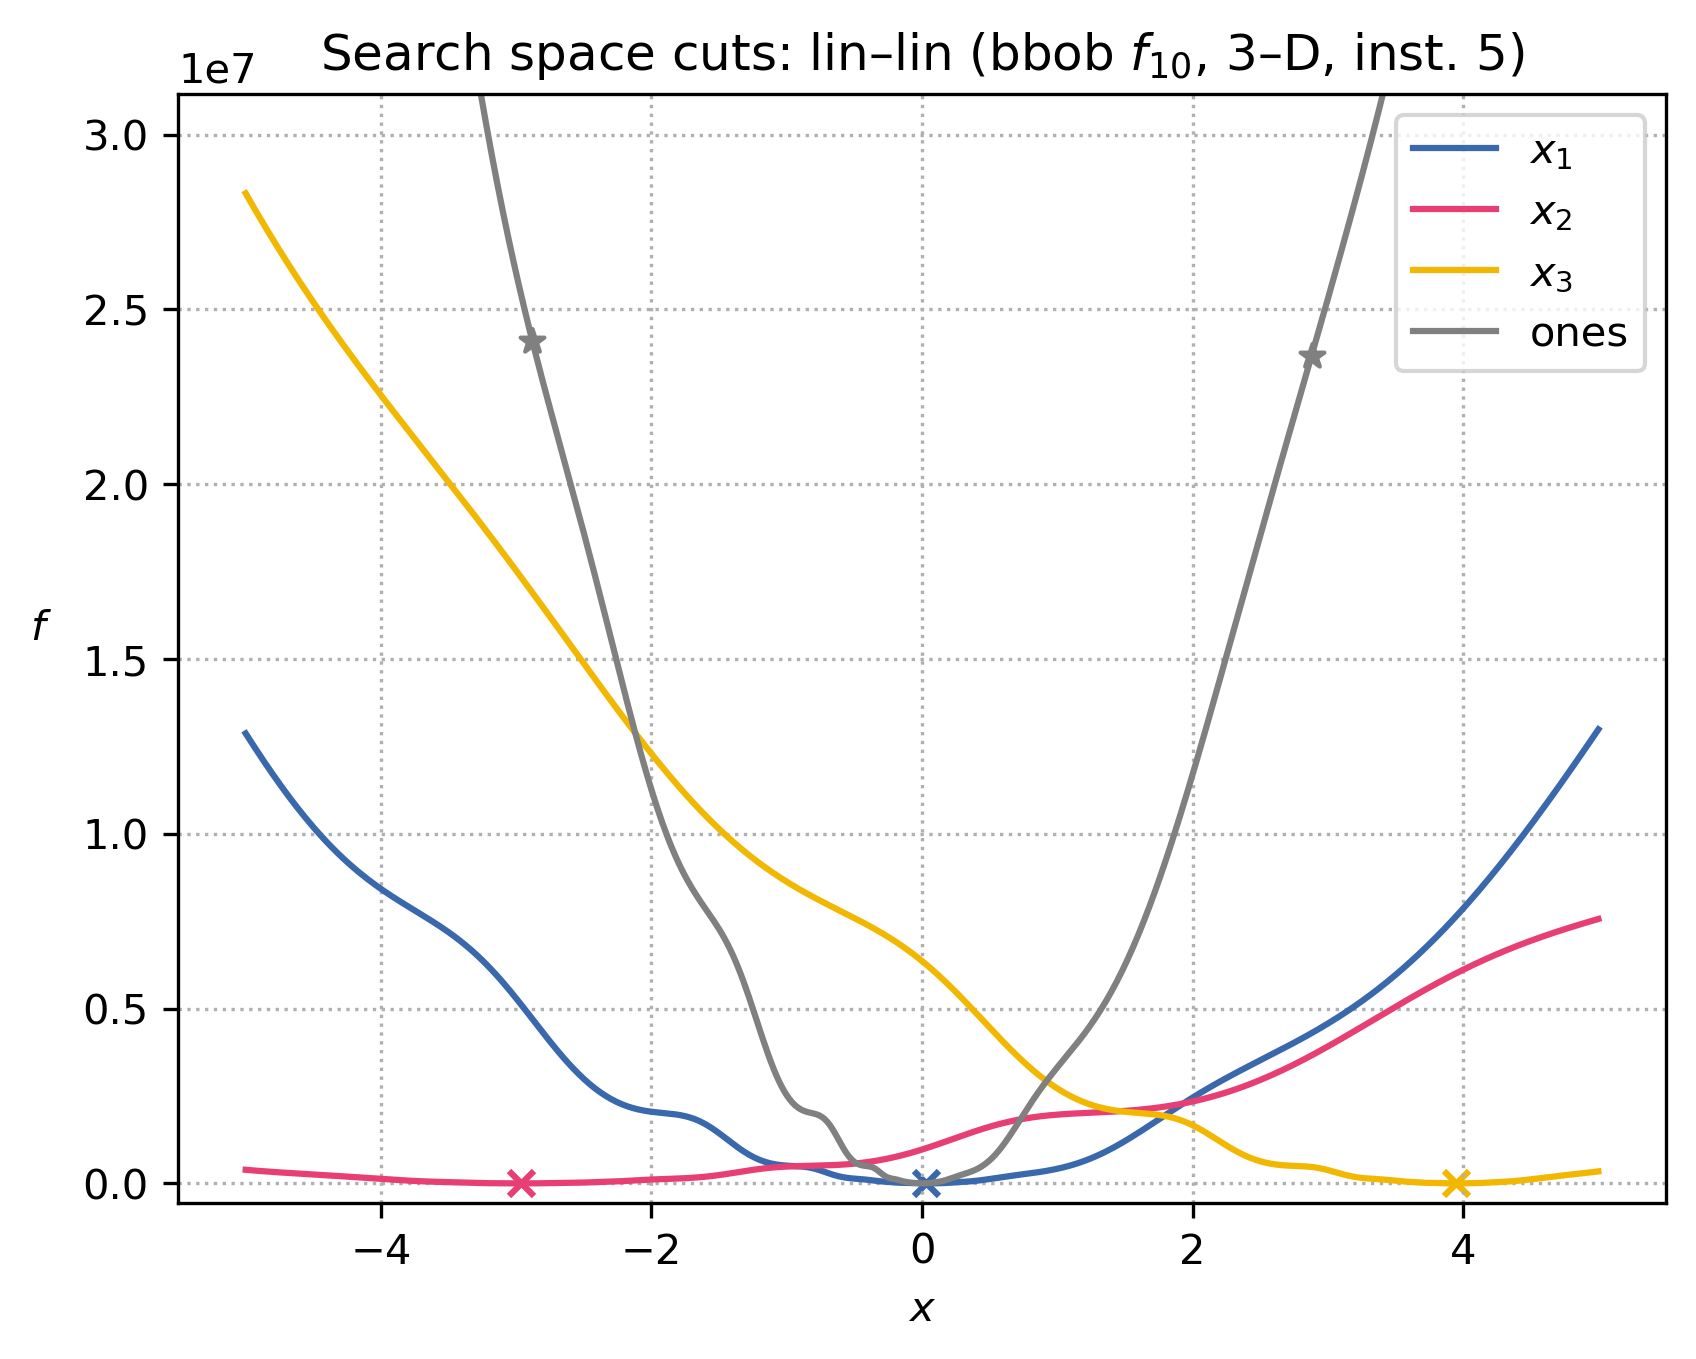 Search space cuts: lin–lin (bbob f₁₀, 3–D, inst. 5)
1e7
3.0
2.5
2.0
1.5
1.0
0.5
0.0
f
−4
−2
0
2
4
x
x₁
x₂
x₃
ones